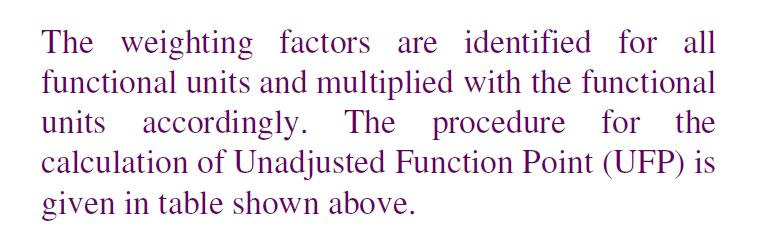 The weighting factors are identified for all
functional units and multiplied with the functional
units accordingly. The procedure for the
calculation of Unadjusted Function Point (UFP) is
given in table shown above.